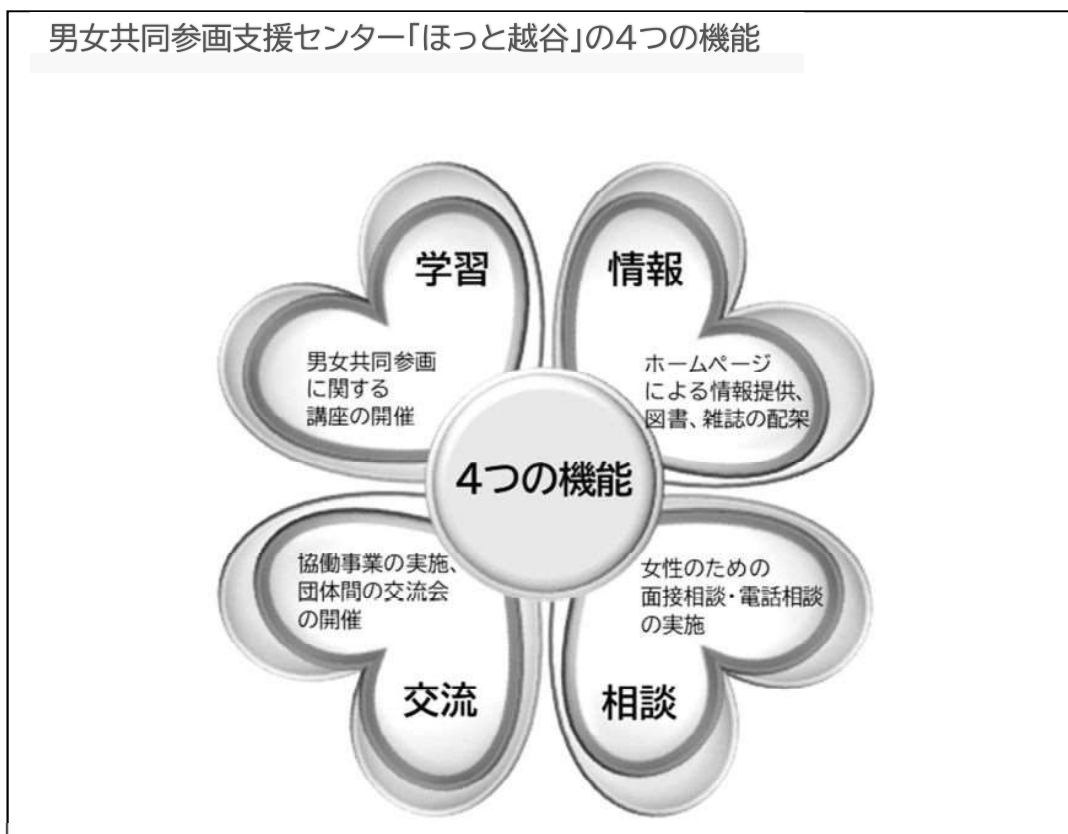 男女共同参画支援センター「ほっと越谷」の4つの機能
学習
男女共同参画
に関する
講座の開催
情報
ホームページ
による情報提供、
図書、雑誌の配架
4つの機能
協働事業の実施、
団体間の交流会
の開催
交流
女性のための
面接相談・電話相談
の実施
相談